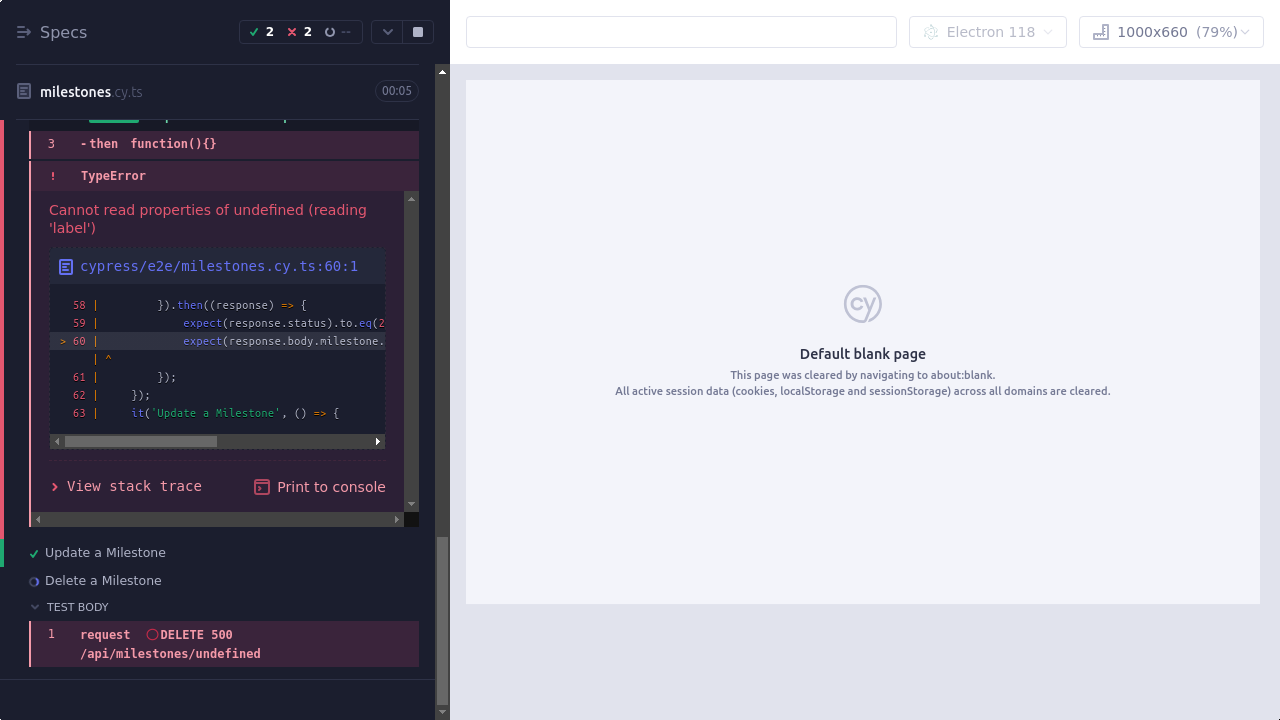 Specs
2
2
--
milestones.cy.ts
00:05
3 -then function(){}
! TypeError
Cannot read properties of undefined (reading
'label')
cypress/e2e/milestones.cy.ts:60:1
58 | }).then((response) => {
59 | expect(response.status).to.eq(2
> 60 | expect(response.body.milestone.
| ^
61 | });
62 | });
63 | it('Update a Milestone', () => {
View stack trace
Print to console
Update a Milestone
Delete a Milestone
TEST BODY
1 request DELETE 500
/api/milestones/undefined
Electron 118
1000x660 (79%)
cy
Default blank page
This page was cleared by navigating to about:blank.
All active session data (cookies, localStorage and sessionStorage) across all domains are cleared.